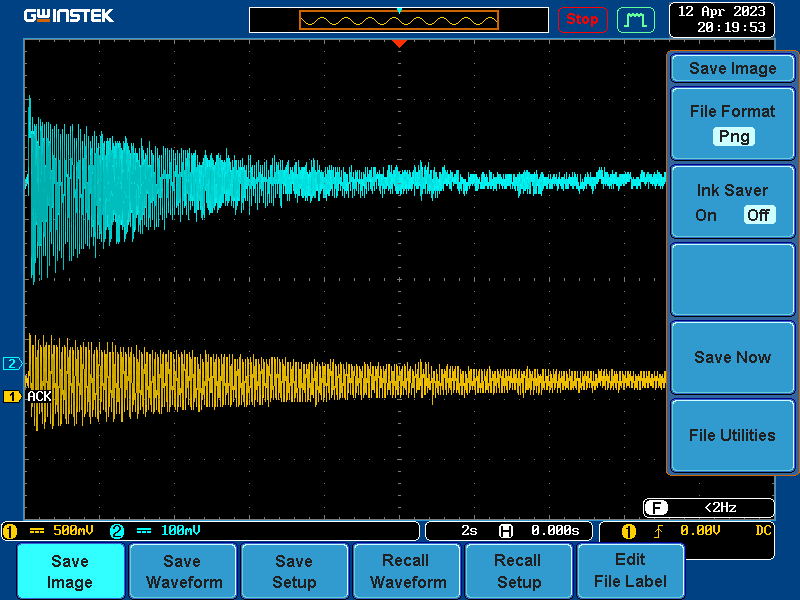 GWINSTEK
Stop
12 Apr 2023
20:19:53
Save Image
File Format
Png
Ink Saver
On Off
Save Now
File Utilities
2
1 ACK
F <2Hz
1 500mV 2 100mV 2s H 0.000s 1 0.00V DC
Save Image
Save Waveform
Save Setup
Recall Waveform
Recall Setup
Edit File Label